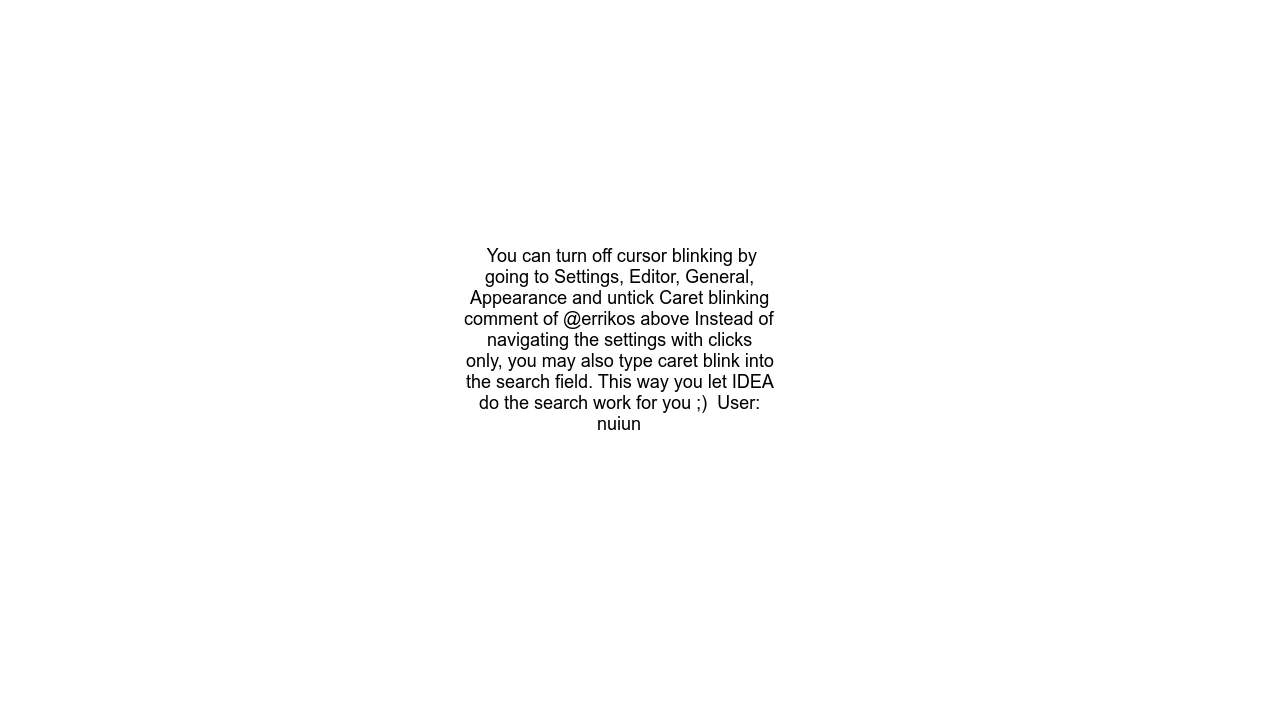 You can turn off cursor blinking by
going to Settings, Editor, General,
Appearance and untick Caret blinking
comment of @errikos above Instead of
navigating the settings with clicks
only, you may also type caret blink into
the search field. This way you let IDEA
do the search work for you ;)  User:
nuiun